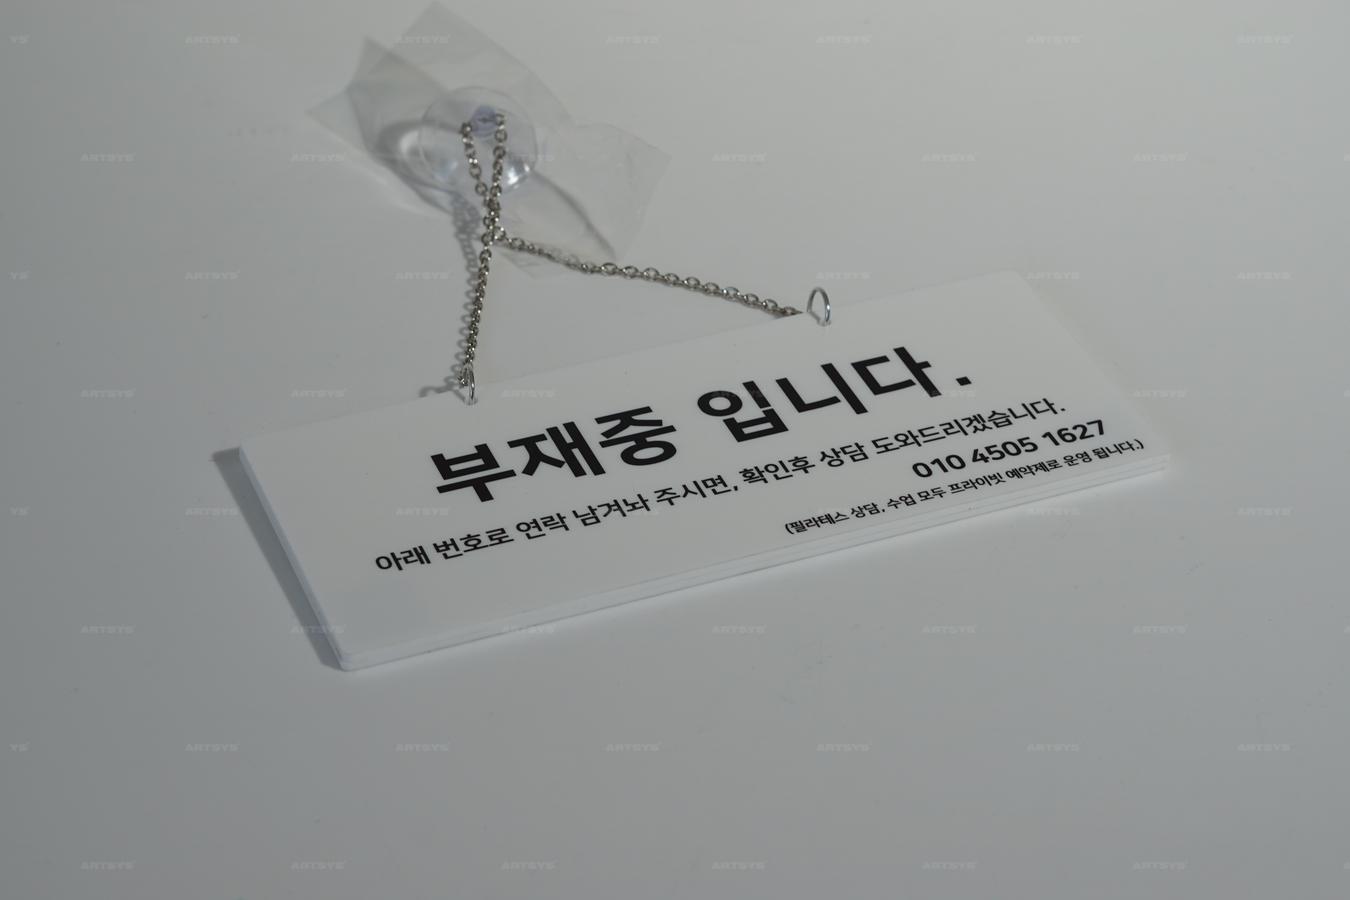 부재중 입니다.
아래 번호로 연락 남겨놔 주시면, 확인후 상담 도와드리겠습니다.
010 4505 1627
(필라테스 상담, 수업 모두 프라이빗 예약제로 운영 됩니다.)
ARTSYS